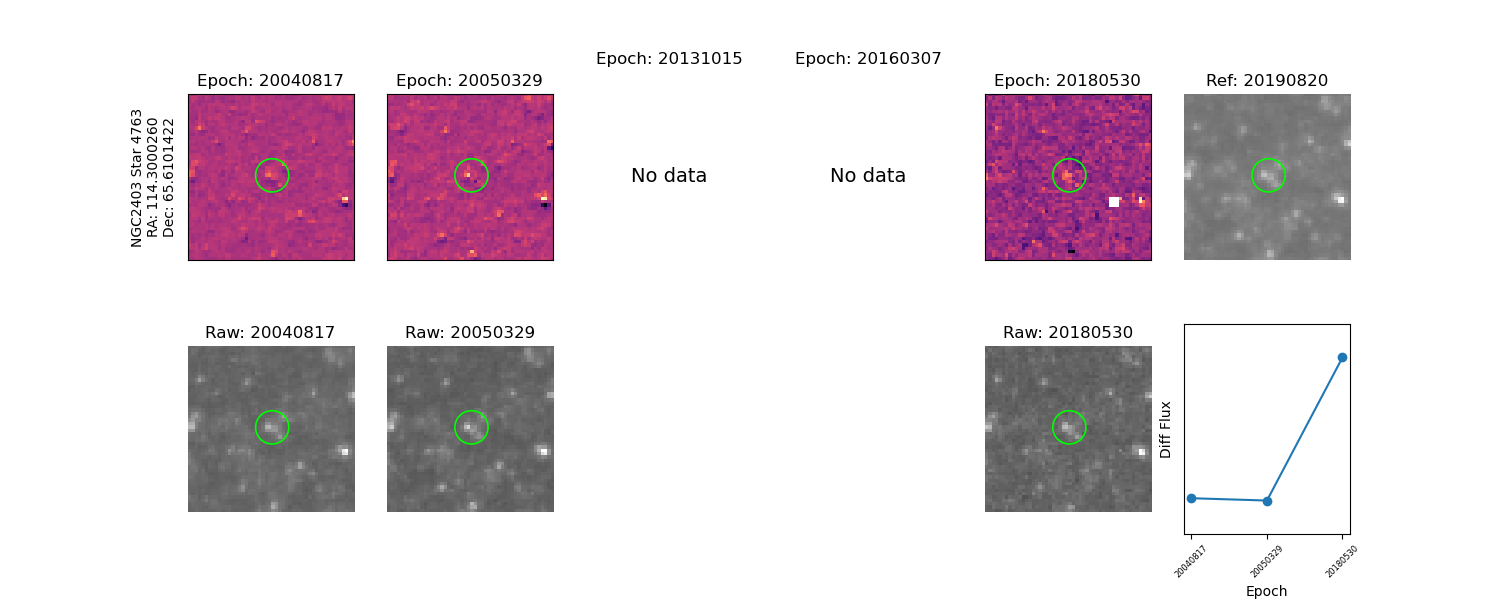 Epoch: 20131015
Epoch: 20160307
Epoch: 20040817
Epoch: 20050329
Epoch: 20180530
Ref: 20190820
NGC2403 Star 4763
RA: 114.3000260
Dec: 65.6101422
No data
No data
Raw: 20040817
Raw: 20050329
Raw: 20180530
Diff Flux
20040817
20050329
20180530
Epoch